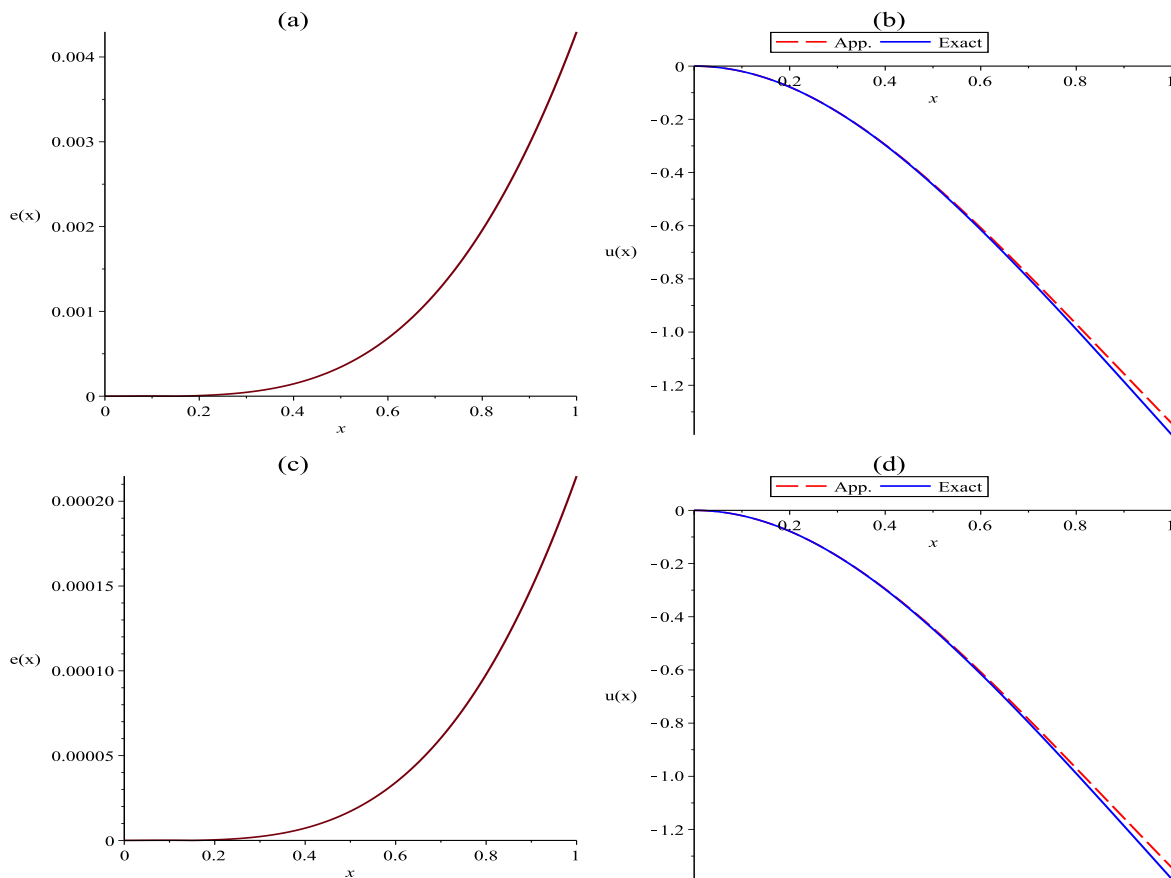 (a)
0.004
0.003
e(x)
0.002
0.001
0
0 0.2 0.4 0.6 0.8 1
x
(b)
App. Exact
0
0.2 0.4 0.6 0.8 1
x
-0.2
-0.4
-0.6
u(x)
-0.8
-1.0
-1.2
(c)
0.00020
0.00015
e(x)
0.00010
0.00005
0
0 0.2 0.4 0.6 0.8 1
x
(d)
App. Exact
0
0.2 0.4 0.6 0.8 1
x
-0.2
-0.4
-0.6
u(x)
-0.8
-1.0
-1.2